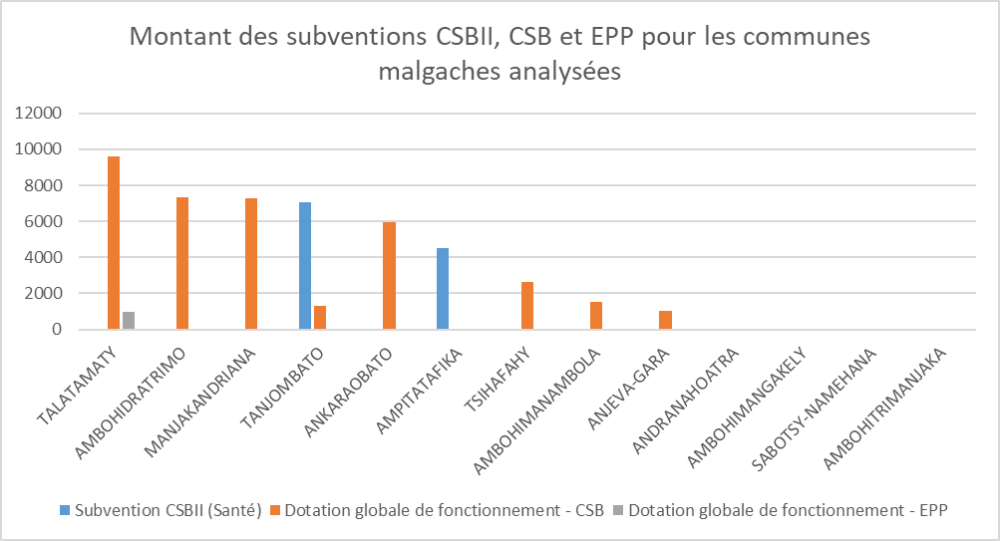 Montant des subventions CSBII, CSB et EPP pour les communes
malgaches analysées
12000
10000
8000
6000
4000
2000
0
TALATAMATY
AMBOHIDRATRIMO
MANJAKANDRIANA
TANJOMBATO
ANKARAOBATO
AMPITATAFIKA
TSIHAFAHY
AMBOHIMANAMBOLA
ANJEVA-GARA
ANDRANAHOATRA
AMBOHIMANGAKELY
SABOTSY-NAMEHANA
AMBOHITRIMANJAKA
Subvention CSBII (Santé)
Dotation globale de fonctionnement - CSB
Dotation globale de fonctionnement - EPP